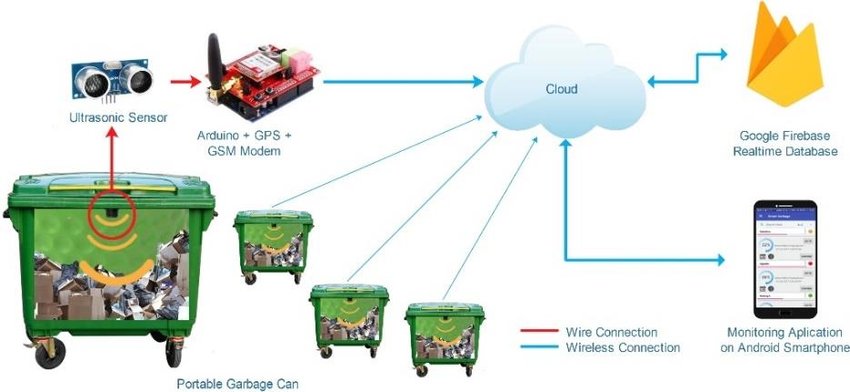 Ultrasonic Sensor
Arduino + GPS +
GSM Modem
Cloud
Google Firebase
Realtime Database
Wire Connection
Wireless Connection
Monitoring Aplication
on Android Smartphone
Portable Garbage Can